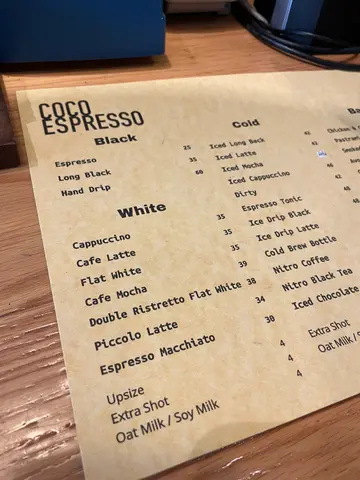 COCO
ESPRESSO
Black
Espresso 25
Long Black 35
Hand Drip 60
White
Cappuccino 35
Cafe Latte 35
Flat White 35
Cafe Mocha 39
Double Ristretto Flat White 38
Piccolo Latte 34
Espresso Macchiato 30
Upsize 4
Extra Shot 4
Oat Milk / Soy Milk 4
Cold
Iced Long Back
Iced Latte
Iced Mocha
Iced Cappuccino
Dirty
Espresso Tonic
Ice Drip Black
Ice Drip Latte
Cold Brew Bottle
Nitro Coffee
Nitro Black Tea
Iced Chocolate
Extra Shot
Oat Milk /